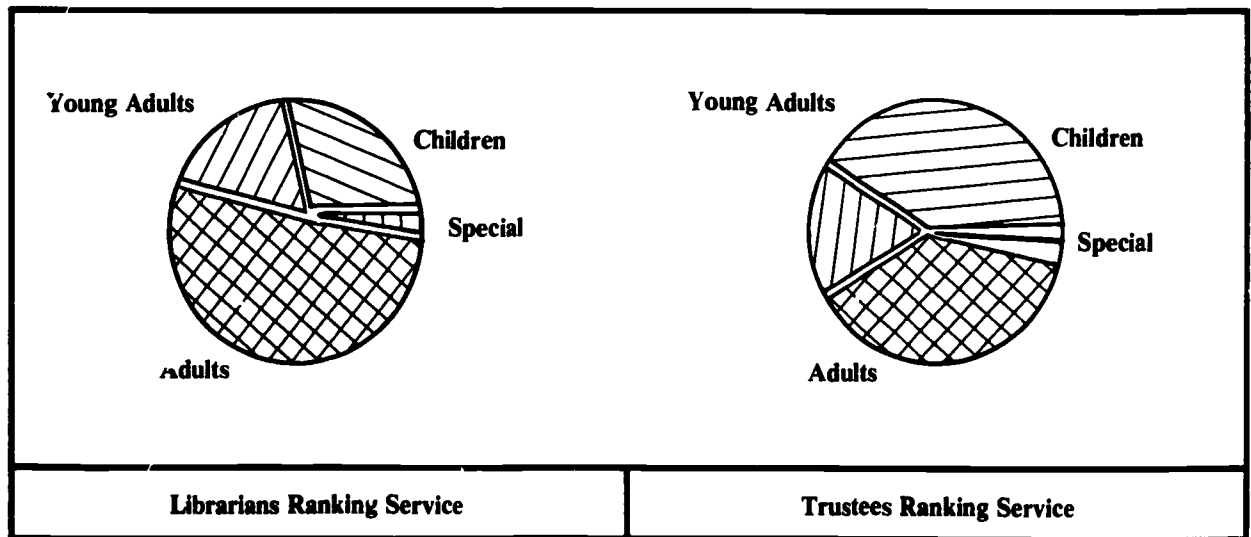 Young Adults
Children
Special
Adults
Young Adults
Children
Special
Adults
Librarians Ranking Service
Trustees Ranking Service